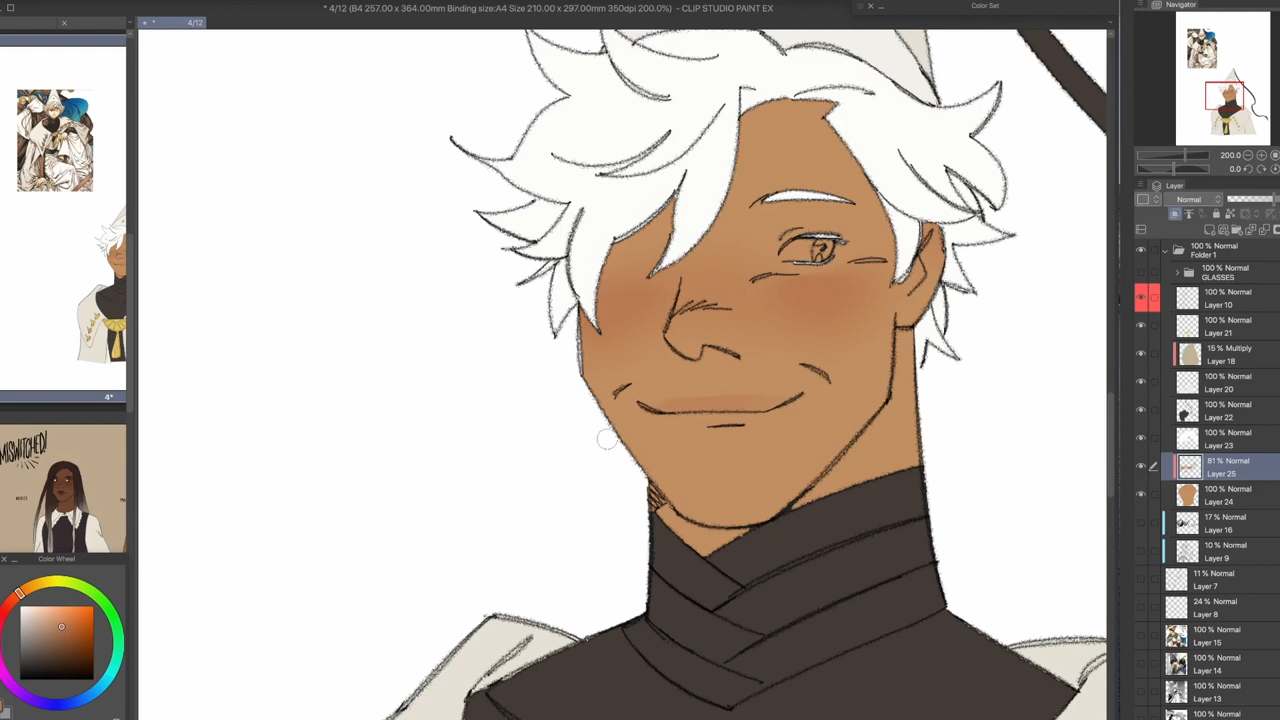 * 4/12 (B4 257.00 x 364.00mm Binding size:A4 Size 210.00 x 297.00mm 350dpi 200.0%) - CLIP STUDIO PAINT EX
Color Set
Navigator
* 4/12
200.0
0.0
Layer
Normal
100 % Normal
Folder 1
100 % Normal
GLASSES
100 % Normal
Layer 10
100 % Normal
Layer 21
15 % Multiply
Layer 18
100 % Normal
Layer 20
100 % Normal
Layer 22
100 % Normal
Layer 23
81 % Normal
Layer 25
100 % Normal
Layer 24
17 % Normal
Layer 16
10 % Normal
Layer 9
11 % Normal
Layer 7
24 % Normal
Layer 8
100 % Normal
Layer 15
100 % Normal
Layer 14
100 % Normal
Layer 13
100 % Normal
4*
MISWITCHED!
Color Wheel